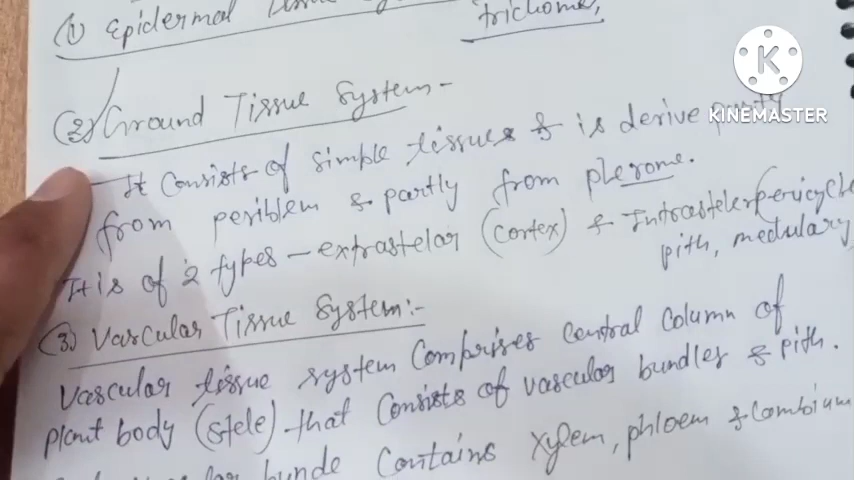 (1) Epidermal Tissue
trichome,
(2) Ground Tissue System -
KINEMASTER
It consists of simple tissues & is derive partly
from periblem & partly from plerome.
It is of 2 types - extrastelar (Cortex) & Intrastelar (pericycle
pith, medulary
(3) Vascular Tissue System:-
Vascular tissue system comprises central column of
plant body (stele) that consists of vascular bundles & pith.
bunde contains xylem, phloem & cambium